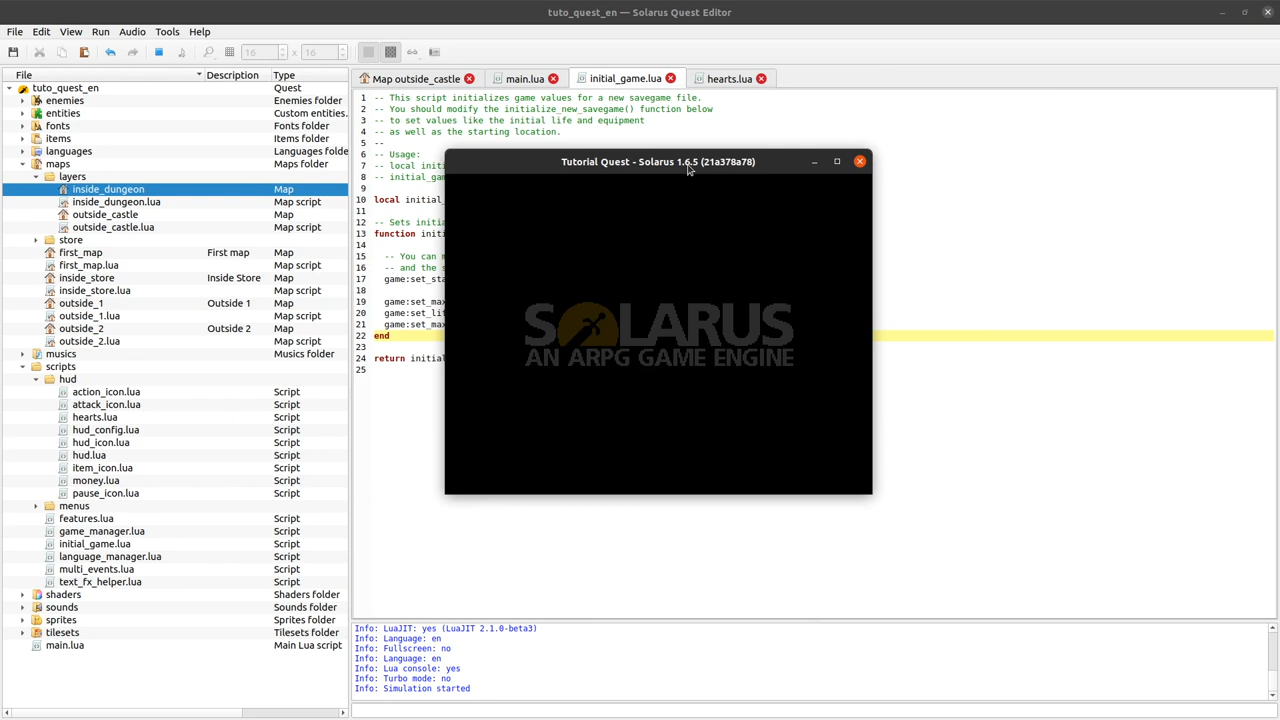 tuto_quest_en — Solarus Quest Editor
File Edit View Run Audio Tools Help
16 x 16
File Description Type
tuto_quest_en Quest
enemies Enemies folder
entities Custom entities.
fonts Fonts folder
items Items folder
languages Languages folder
maps Maps folder
layers
inside_dungeon Map
inside_dungeon.lua Map script
outside_castle Map
outside_castle.lua Map script
store
first_map First map Map
first_map.lua Map script
inside_store Inside Store Map
inside_store.lua Map script
outside_1 Outside 1 Map
outside_1.lua Map script
outside_2 Outside 2 Map
outside_2.lua Map script
musics Musics folder
scripts
hud
action_icon.lua Script
attack_icon.lua Script
hearts.lua Script
hud_config.lua Script
hud_icon.lua Script
hud.lua Script
item_icon.lua Script
money.lua Script
pause_icon.lua Script
menus
features.lua Script
game_manager.lua Script
initial_game.lua Script
language_manager.lua Script
multi_events.lua Script
text_fx_helper.lua Script
shaders Shaders folder
sounds Sounds folder
sprites Sprites folder
tilesets Tilesets folder
main.lua Main Lua script
Map outside_castle main.lua initial_game.lua hearts.lua
1 -- This script initializes game values for a new savegame file.
2 -- You should modify the initialize_new_savegame() function below
3 -- to set values like the initial life and equipment
4 -- as well as the starting location.
5 --
6 -- Usage:
7 -- local initi
8 -- initial_gam
9
10 local initial_
11
12 -- Sets initia
13 function initi
14
15 -- You can m
16 -- and the s
17 game:set_sta
18
19 game:set_max
20 game:set_lif
21 game:set_max
22 end
23
24 return initial
25
Tutorial Quest - Solarus 1.6.5 (21a378a78)
SOLARUS
AN ARPG GAME ENGINE
Info: LuaJIT: yes (LuaJIT 2.1.0-beta3)
Info: Language: en
Info: Fullscreen: no
Info: Language: en
Info: Lua console: yes
Info: Turbo mode: no
Info: Simulation started